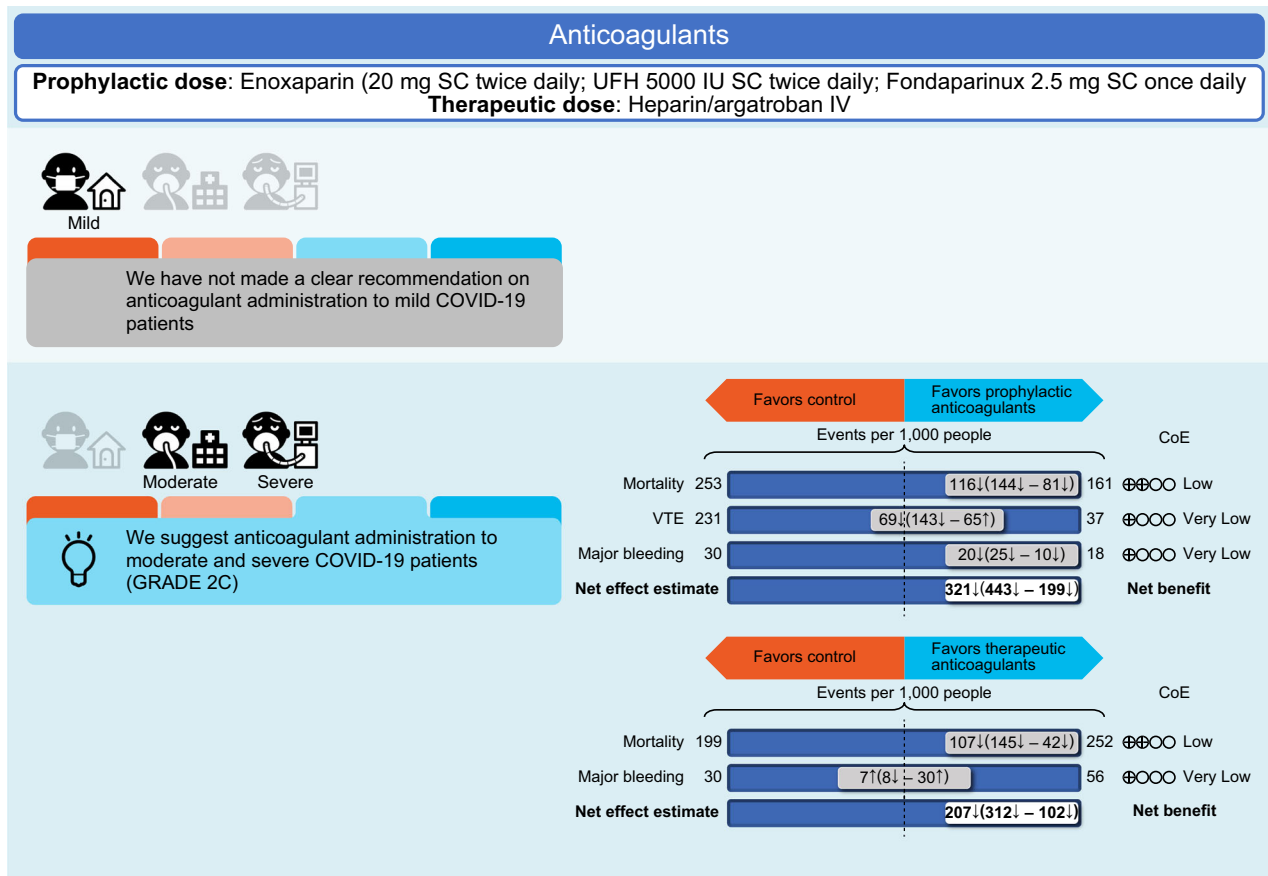 Anticoagulants
Prophylactic dose: Enoxaparin (20 mg SC twice daily; UFH 5000 IU SC twice daily; Fondaparinux 2.5 mg SC once daily
Therapeutic dose: Heparin/argatroban IV
Mild
We have not made a clear recommendation on
anticoagulant administration to mild COVID-19
patients
Moderate Severe
We suggest anticoagulant administration to
moderate and severe COVID-19 patients
(GRADE 2C)
Favors control
Favors prophylactic
anticoagulants
Events per 1,000 people CoE
Mortality 253 116↓(144↓ – 81↓) 161 ⊕⊕○○ Low
VTE 231 69↓(143↓ – 65↑) 37 ⊕○○○ Very Low
Major bleeding 30 20↓(25↓ – 10↓) 18 ⊕○○○ Very Low
Net effect estimate 321↓(443↓ – 199↓) Net benefit
Favors control
Favors therapeutic
anticoagulants
Events per 1,000 people CoE
Mortality 199 107↓(145↓ – 42↓) 252 ⊕⊕○○ Low
Major bleeding 30 7↑(8↓ – 30↑) 56 ⊕○○○ Very Low
Net effect estimate 207↓(312↓ – 102↓) Net benefit